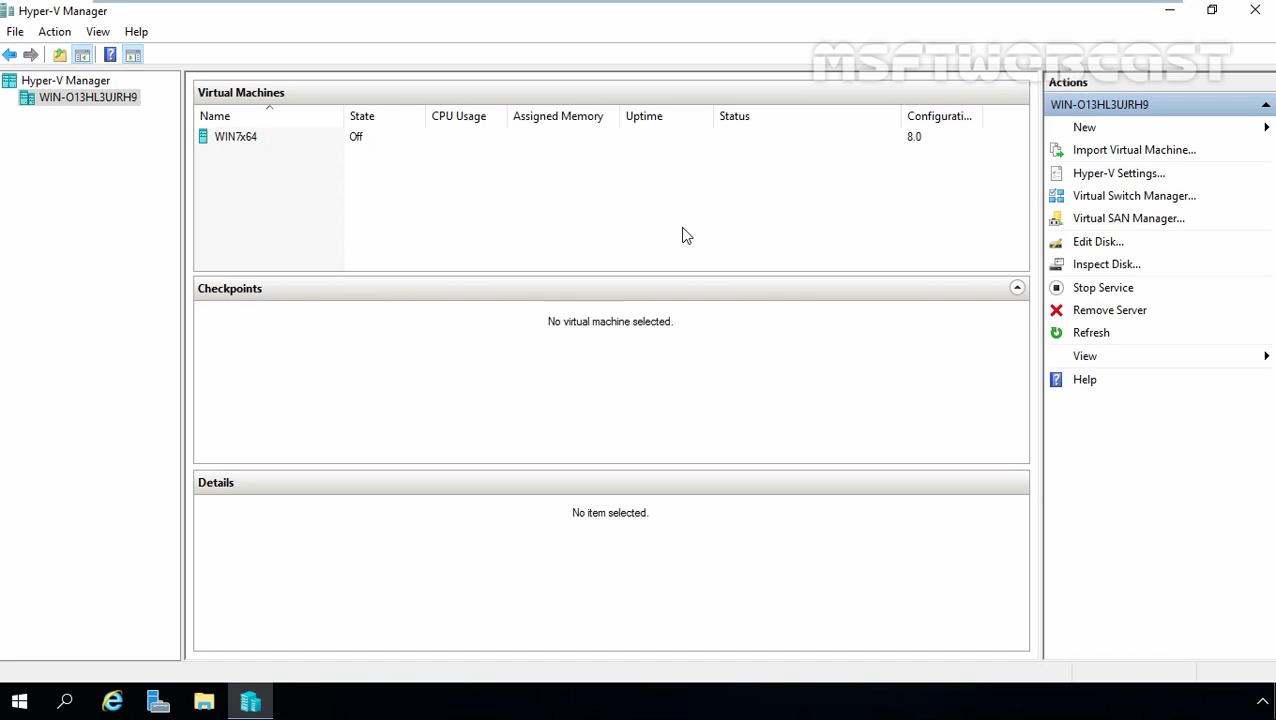 Hyper-V Manager
File Action View Help
MSFTWEBCAST
Hyper-V Manager
WIN-O13HL3UJRH9
Virtual Machines
Name State CPU Usage Assigned Memory Uptime Status Configurati...
WIN7x64 Off 8.0
Checkpoints
No virtual machine selected.
Details
No item selected.
Actions
WIN-O13HL3UJRH9
New
Import Virtual Machine...
Hyper-V Settings...
Virtual Switch Manager...
Virtual SAN Manager...
Edit Disk...
Inspect Disk...
Stop Service
Remove Server
Refresh
View
Help